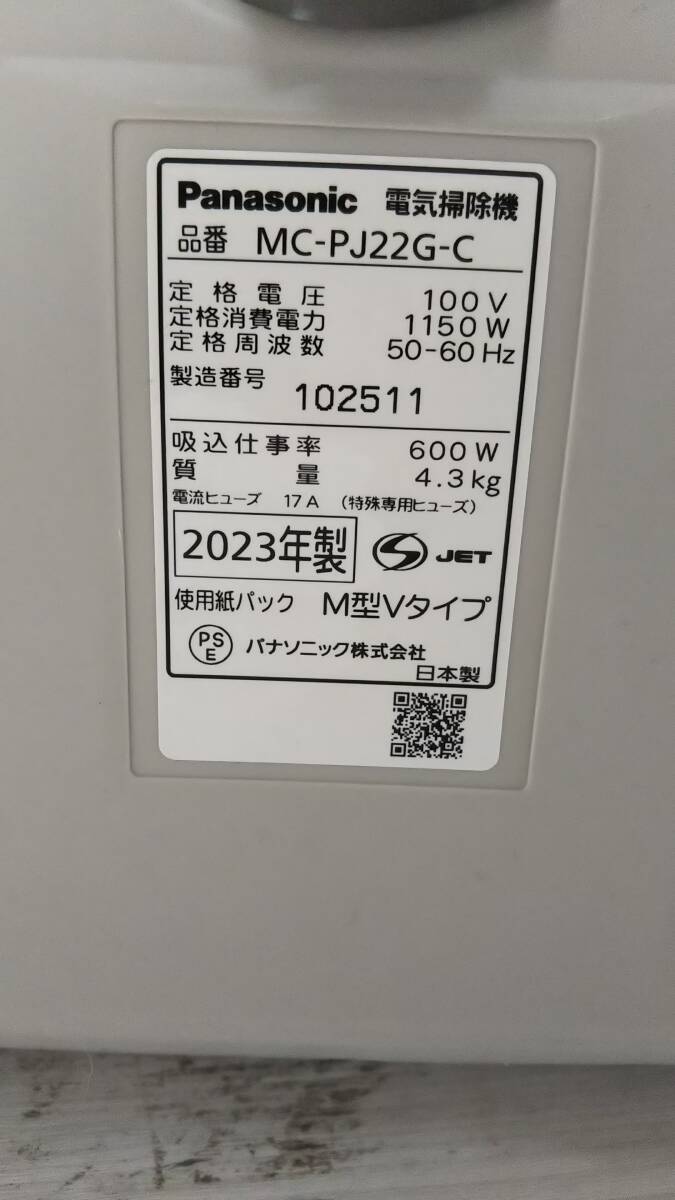 Panasonic 電気掃除機
品番 MC-PJ22G-C
定格電圧 100V
定格消費電力 1150W
定格周波数 50-60Hz
製造番号 102511
吸込仕事率 600W
質量 4.3kg
電流ヒューズ 17A (特殊専用ヒューズ)
2023年製 S JET
使用紙パック M型Vタイプ
PS E パナソニック株式会社
日本製